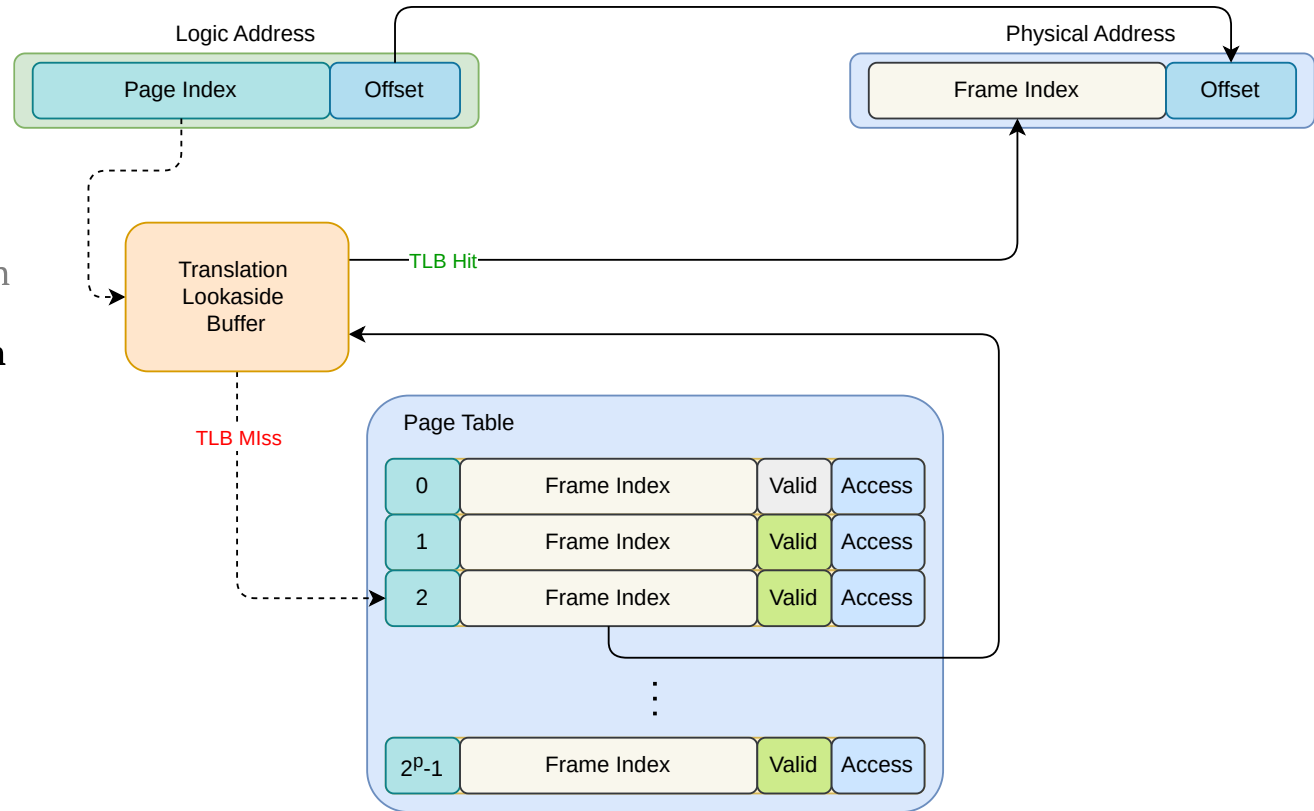 Logic Address
Physical Address
Page Index
Offset
Frame Index
Offset
Translation
Lookaside
Buffer
TLB Hit
TLB MIss
Page Table
0 Frame Index Valid Access
1 Frame Index Valid Access
2 Frame Index Valid Access
⋮
2ᵖ-1 Frame Index Valid Access